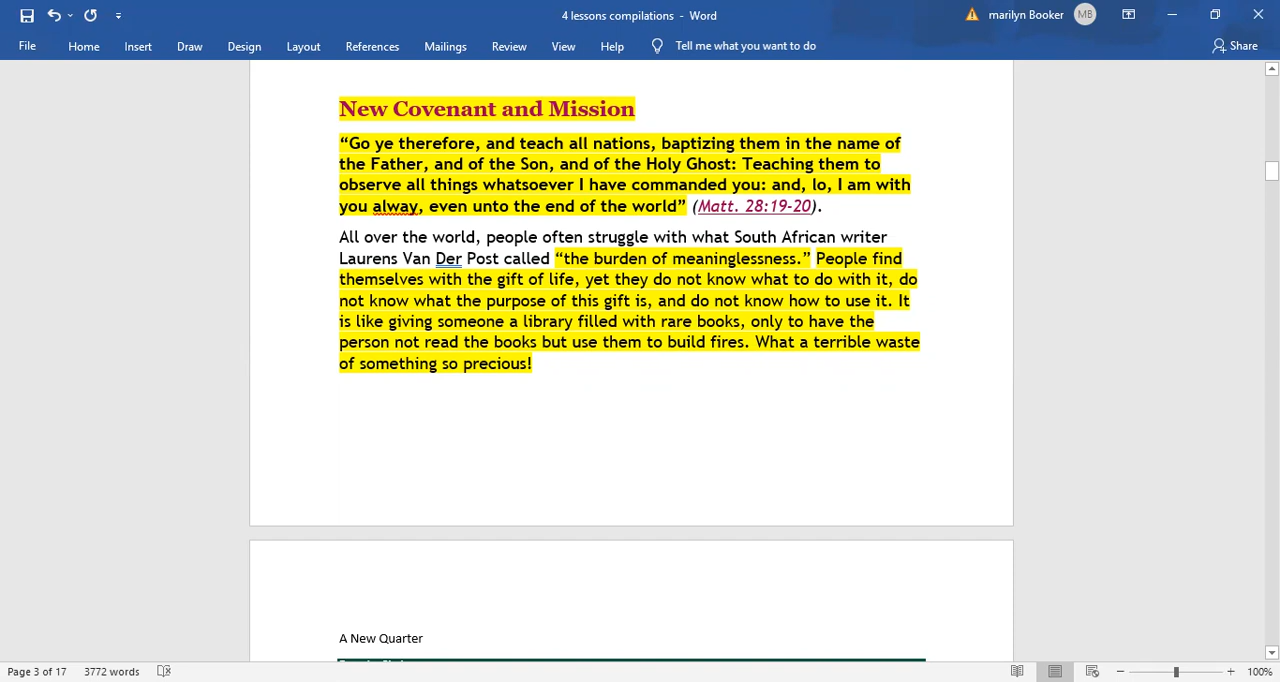 4 lessons compilations - Word
marilyn Booker MB
File Home Insert Draw Design Layout References Mailings Review View Help Tell me what you want to do Share
New Covenant and Mission
“Go ye therefore, and teach all nations, baptizing them in the name of
the Father, and of the Son, and of the Holy Ghost: Teaching them to
observe all things whatsoever I have commanded you: and, lo, I am with
you alway, even unto the end of the world” (Matt. 28:19-20).
All over the world, people often struggle with what South African writer
Laurens Van Der Post called “the burden of meaninglessness.” People find
themselves with the gift of life, yet they do not know what to do with it, do
not know what the purpose of this gift is, and do not know how to use it. It
is like giving someone a library filled with rare books, only to have the
person not read the books but use them to build fires. What a terrible waste
of something so precious!
A New Quarter
Page 3 of 17 3772 words 100%